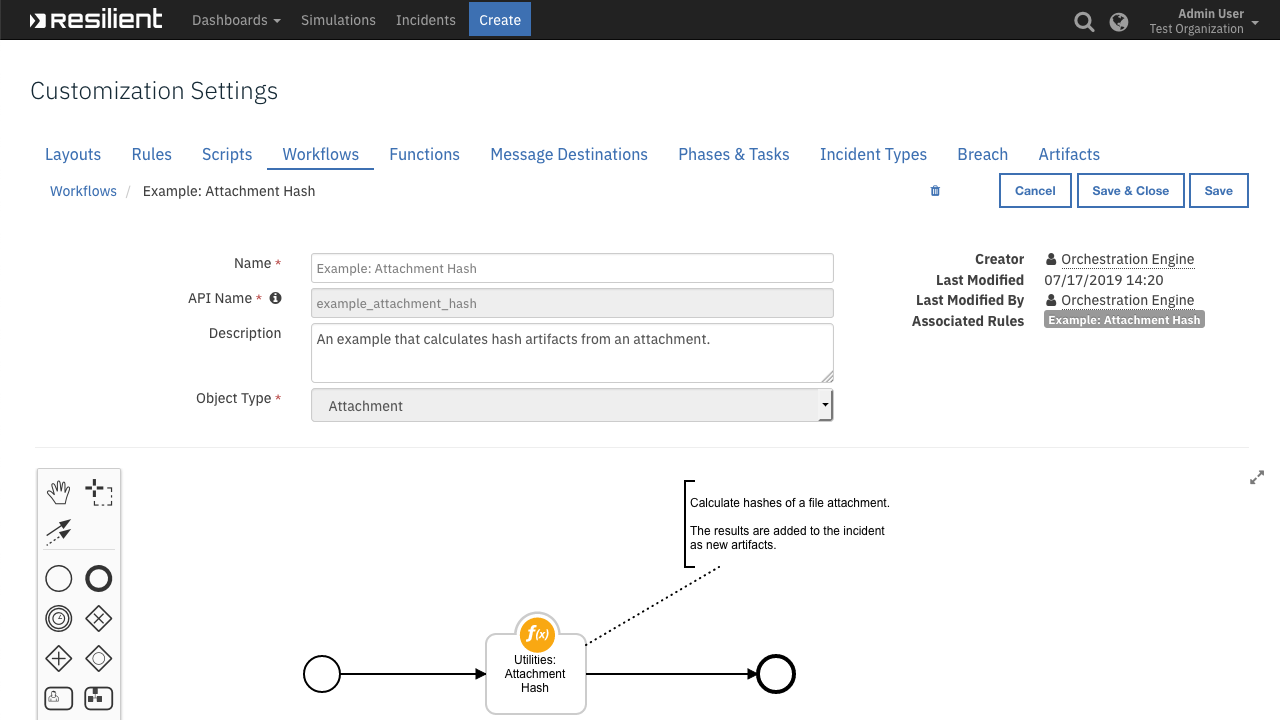 resilient Dashboards Simulations Incidents Create Admin User
Test Organization
Customization Settings
Layouts Rules Scripts Workflows Functions Message Destinations Phases & Tasks Incident Types Breach Artifacts
Workflows / Example: Attachment Hash Cancel Save & Close Save
Name * Example: Attachment Hash
API Name * example_attachment_hash
Description An example that calculates hash artifacts from an attachment.
Object Type * Attachment
Creator Orchestration Engine
Last Modified 07/17/2019 14:20
Last Modified By Orchestration Engine
Associated Rules Example: Attachment Hash
Calculate hashes of a file attachment.
The results are added to the incident
as new artifacts.
f(x)
Utilities:
Attachment
Hash